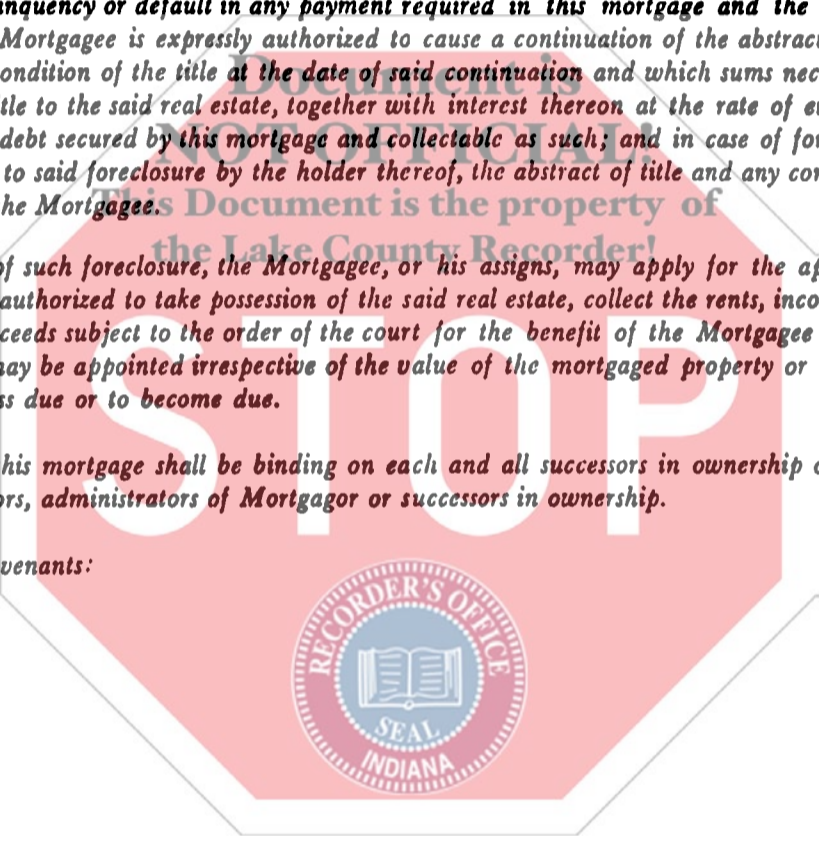 inquency or default in any payment required in this mortgage and the
Mortgagee is expressly authorized to cause a continuation of the abstract
ondition of the title at the date of said continuation and which sums nec
tle to the said real estate, together with interest thereon at the rate of e
debt secured by this mortgage and collectable as such; and in case of for
to said foreclosure by the holder thereof, the abstract of title and any con
he Mortgagee.
of such foreclosure, the Mortgagee, or his assigns, may apply for the ap
authorized to take possession of the said real estate, collect the rents, inco
ceeds subject to the order of the court for the benefit of the Mortgagee
may be appointed irrespective of the value of the mortgaged property or
ss due or to become due.
his mortgage shall be binding on each and all successors in ownership
ors, administrators of Mortgagor or successors in ownership.
venants:
Document is
NOT OFFICIAL!
This Document is the property of
the Lake County Recorder!
STOP
RECORDER'S OFFICE
SEAL
INDIANA